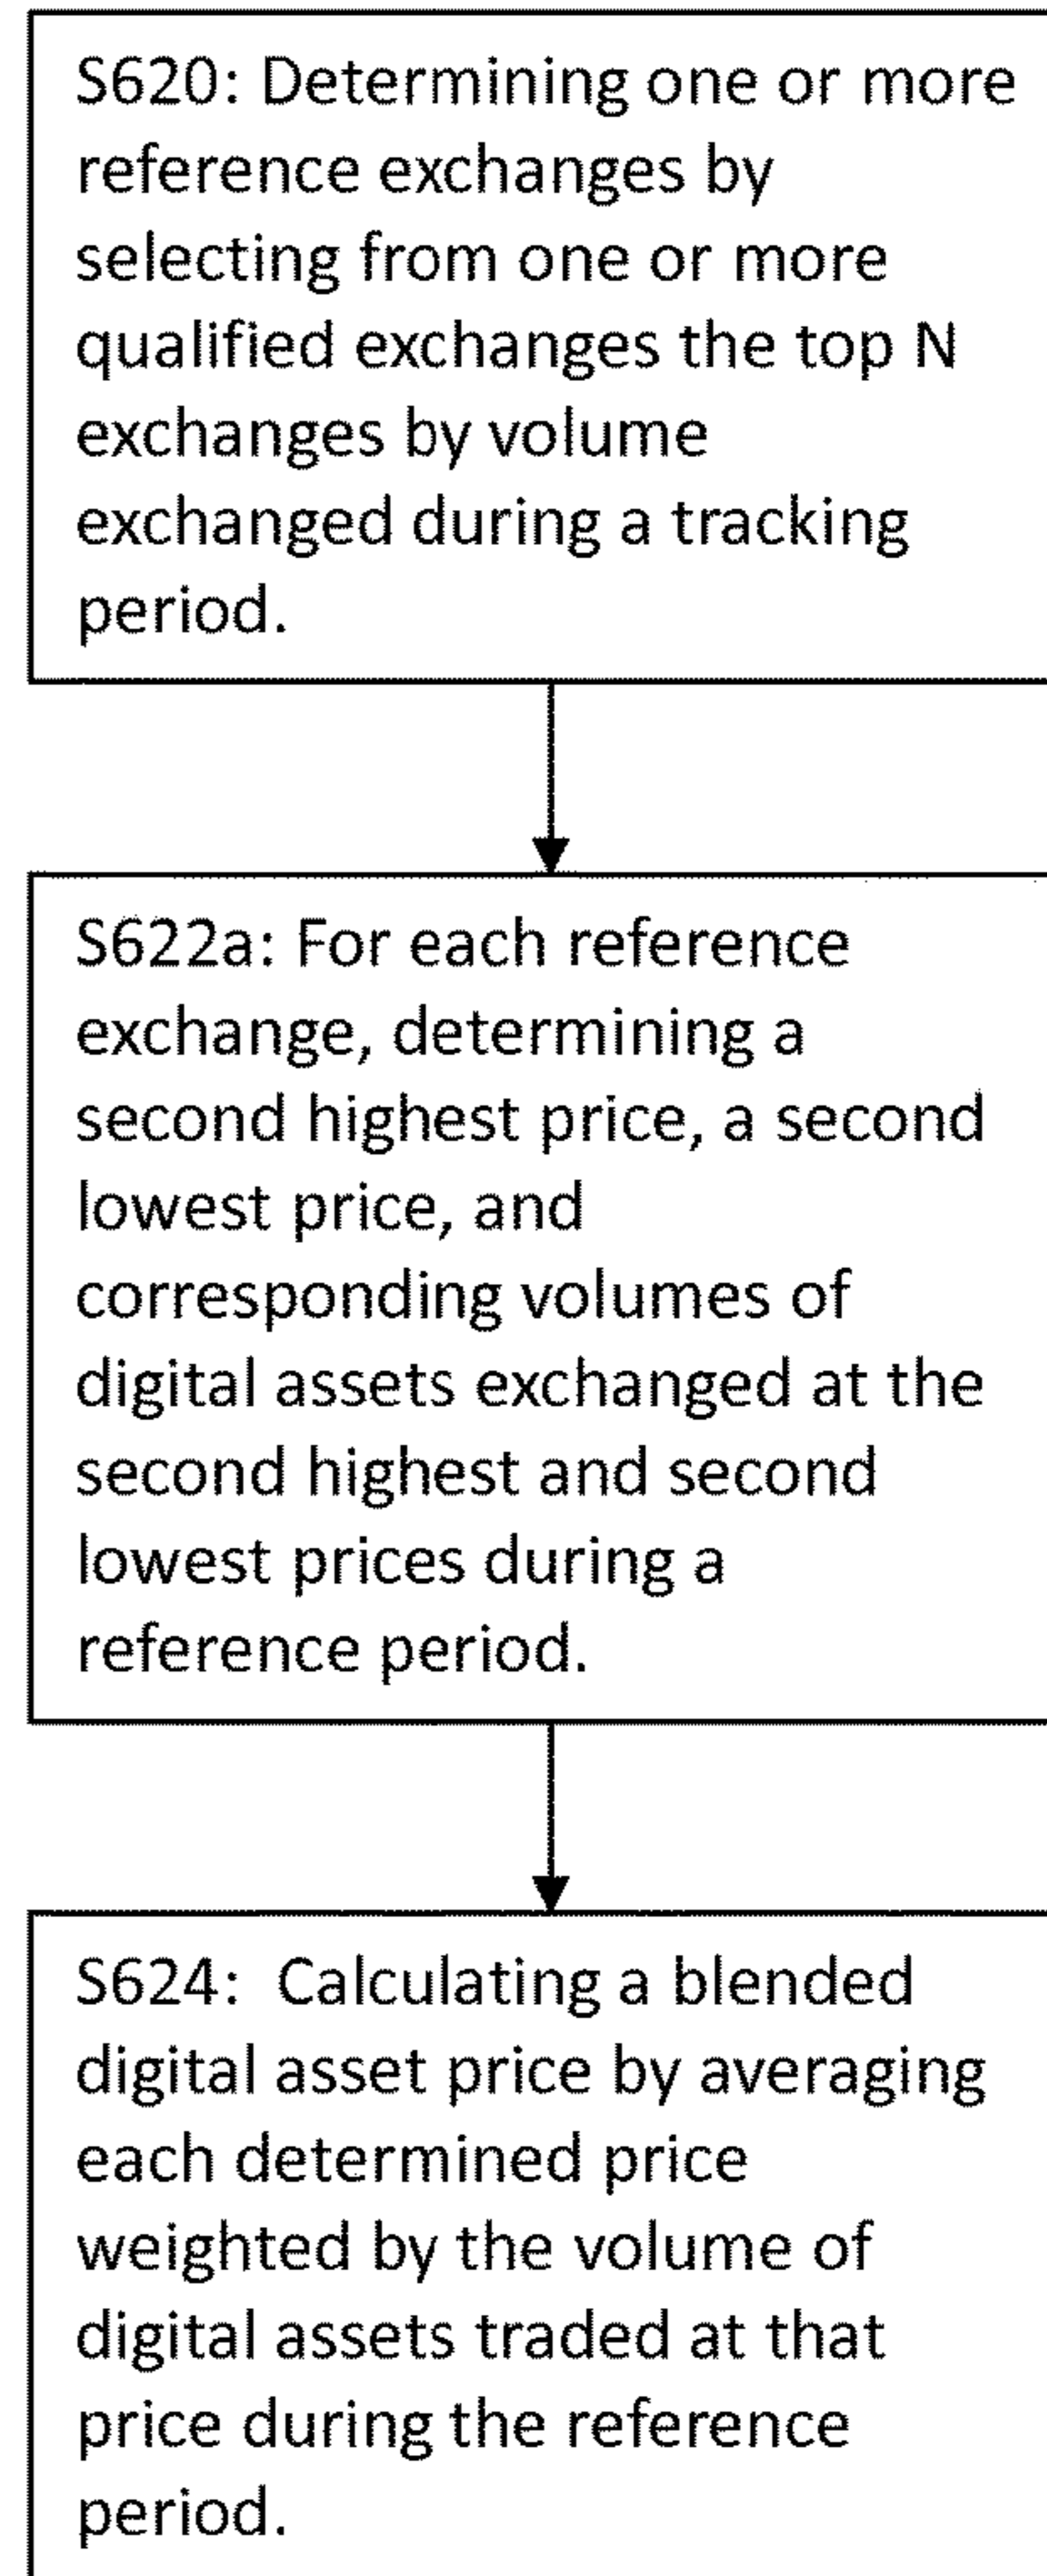 S620: Determining one or more
reference exchanges by
selecting from one or more
qualified exchanges the top N
exchanges by volume
exchanged during a tracking
period.
S622a: For each reference
exchange, determining a
second highest price, a second
lowest price, and
corresponding volumes of
digital assets exchanged at the
second highest and second
lowest prices during a
reference period.
S624: Calculating a blended
digital asset price by averaging
each determined price
weighted by the volume of
digital assets traded at that
price during the reference
period.